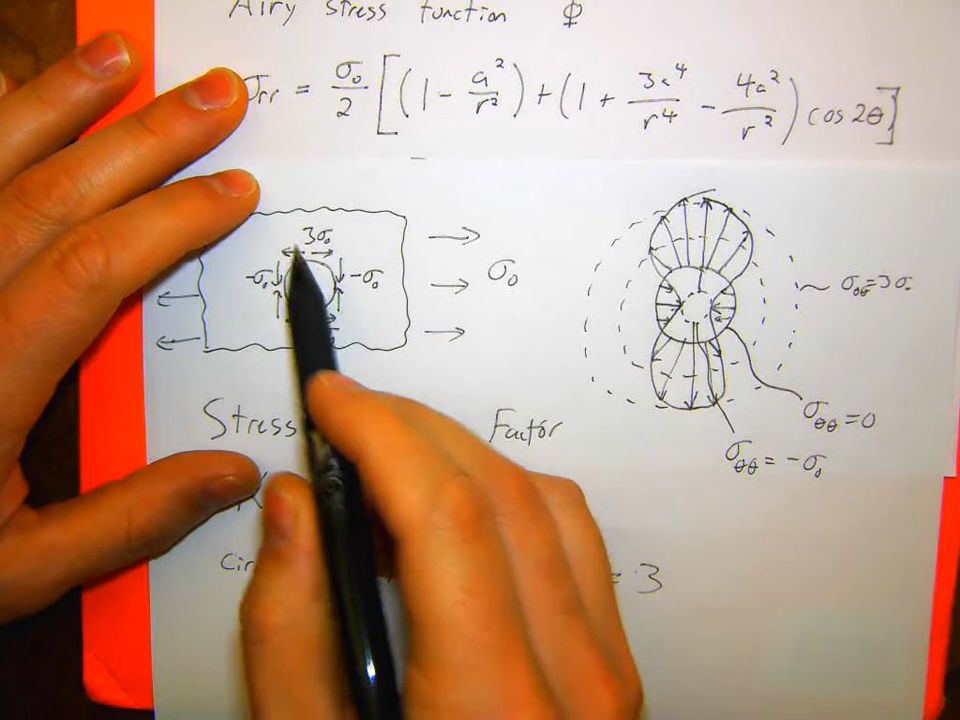 Airy stress function Φ
σrr = σ₀/2 [(1 - a²/r²) + (1 + 3a⁴/r⁴ - 4a²/r²) cos 2θ]
3σ₀
-σ₀ -σ₀
σ₀
σθθ = 3σ₀
σθθ = 0
σθθ = -σ₀
Stress Factor
Cir = 3